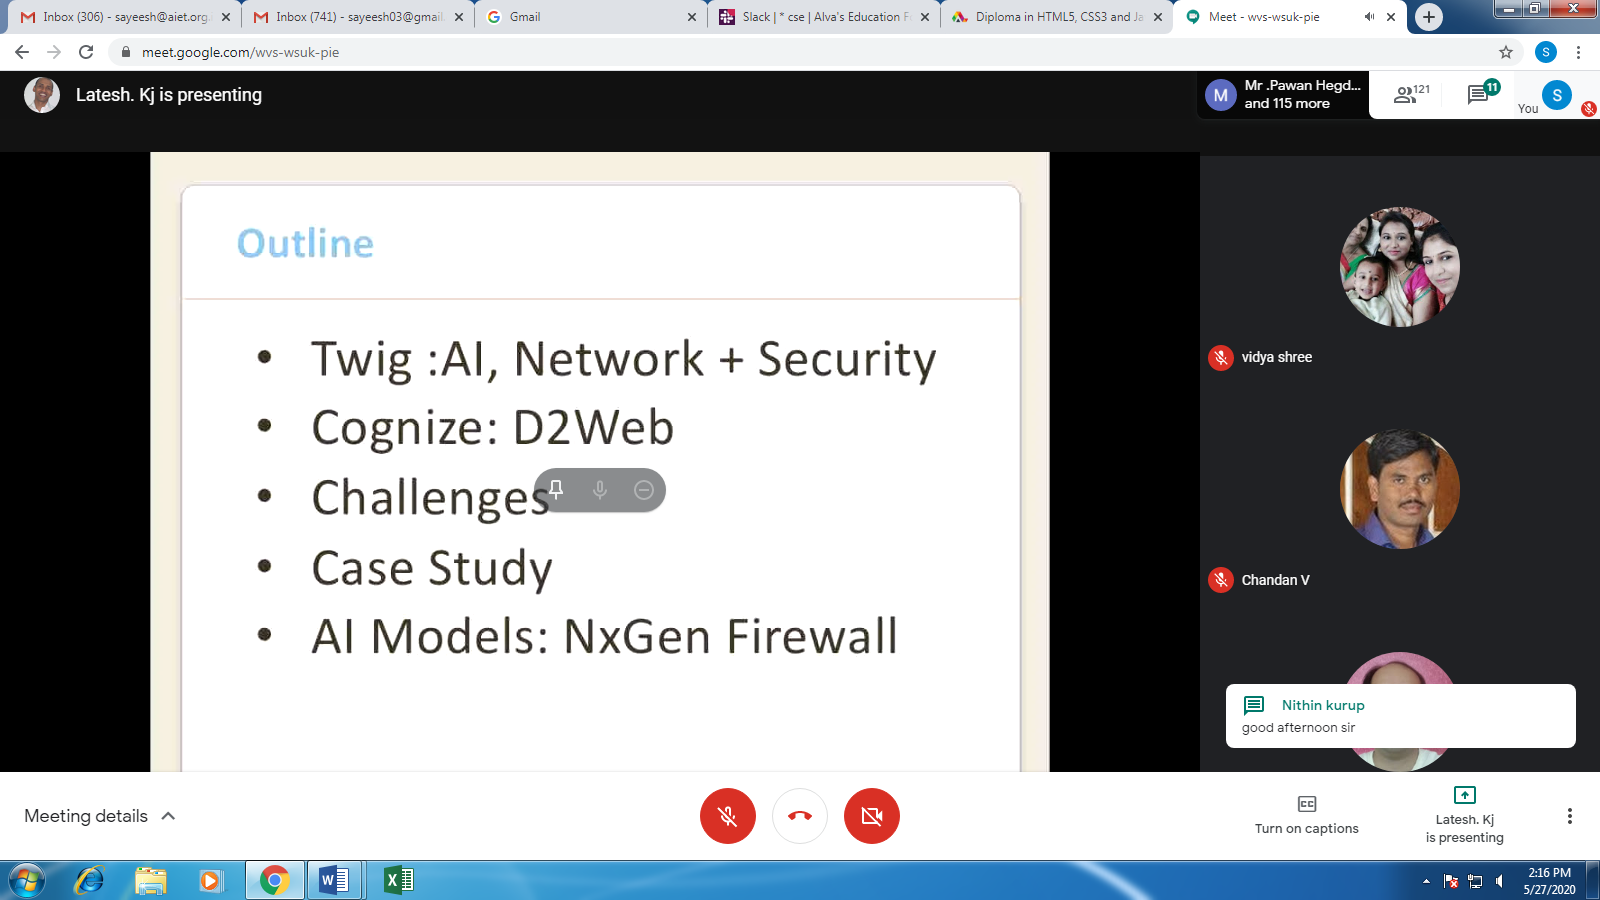 Inbox (306) - sayeesh@aiet.org.
Inbox (741) - sayeesh03@gmail.
Gmail
Slack | * cse | Alva's Education F
Diploma in HTML5, CSS3 and Ja
Meet - wvs-wsuk-pie
meet.google.com/wvs-wsuk-pie
S
Latesh. Kj is presenting
M
Mr .Pawan Hegd...
and 115 more
121
11
You
S
Outline
• Twig :AI, Network + Security
• Cognize: D2Web
• Challenges
• Case Study
• AI Models: NxGen Firewall
vidya shree
Chandan V
Nithin kurup
good afternoon sir
Meeting details
CC
Turn on captions
Latesh. Kj
is presenting
2:16 PM
5/27/2020